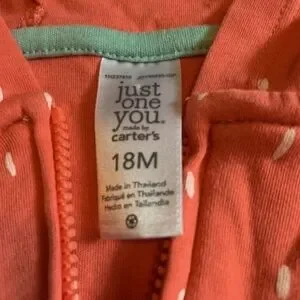 just
one
you.
made by
carter's
18M
Made in Thailand
Fabriqué en Thaïlande
Hecho en Tailandia